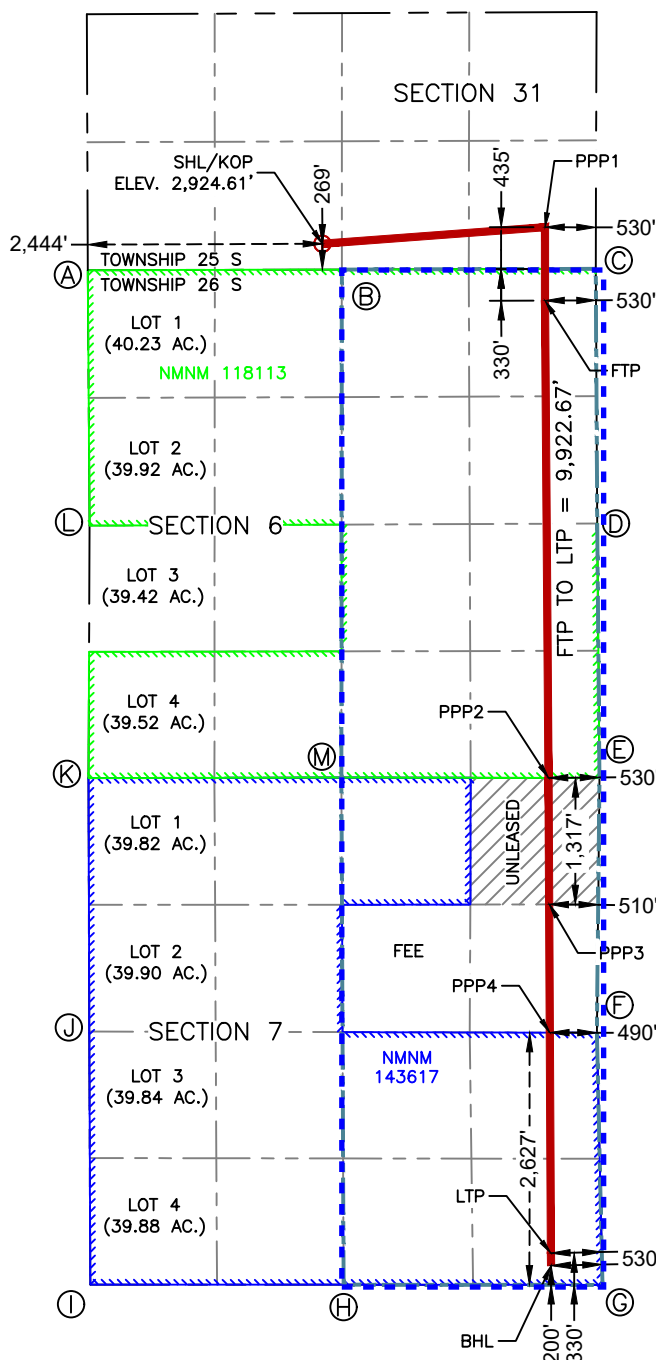 SECTION 31
SHL/KOP
ELEV. 2,924.61'
269'
435'
PPP1
2,444'
530'
TOWNSHIP 25 S
A
C
TOWNSHIP 26 S
B
530'
LOT 1
(40.23 AC.)
330'
FTP
NMNM 118113
FTP TO LTP = 9,922.67'
LOT 2
(39.92 AC.)
L
SECTION 6
D
LOT 3
(39.42 AC.)
LOT 4
(39.52 AC.)
PPP2
M
E
K
530
LOT 1
(39.82 AC.)
UNLEASED
1,317'
510'
LOT 2
(39.90 AC.)
FEE
PPP3
PPP4
F
J
SECTION 7
490'
NMNM
143617
LOT 3
(39.84 AC.)
2,627'
LOT 4
(39.88 AC.)
LTP
530
I
H
G
BHL
200'
330'